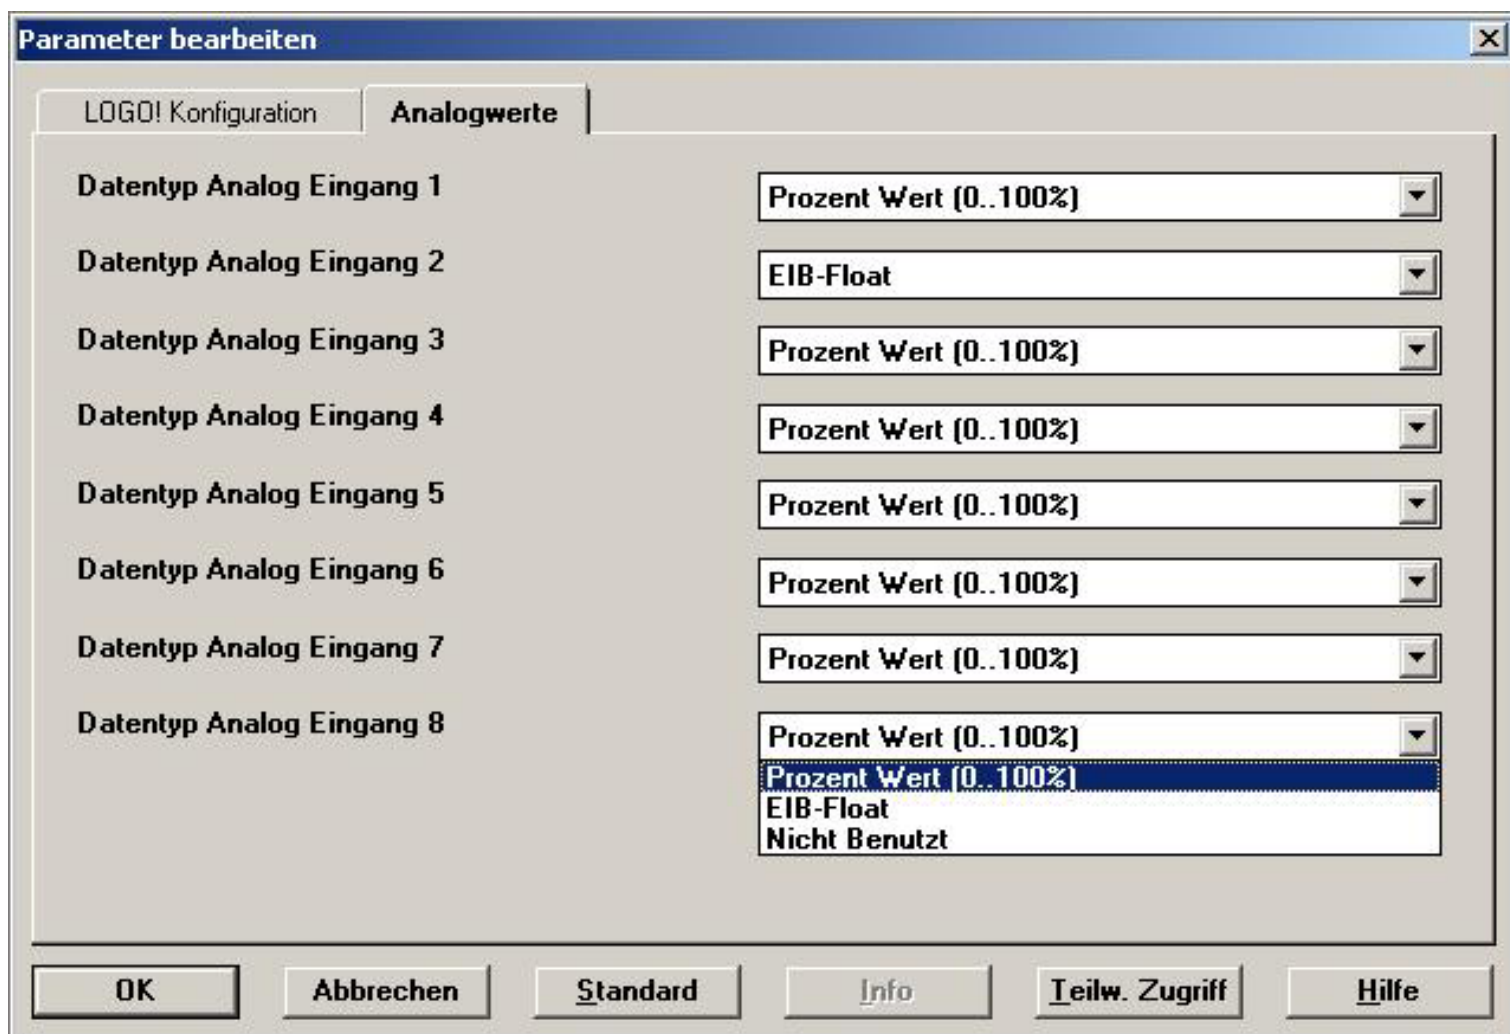 Parameter bearbeiten
LOGO! Konfiguration
Analogwerte
Datentyp Analog Eingang 1
Prozent Wert (0..100%)
Datentyp Analog Eingang 2
EIB-Float
Datentyp Analog Eingang 3
Prozent Wert (0..100%)
Datentyp Analog Eingang 4
Prozent Wert (0..100%)
Datentyp Analog Eingang 5
Prozent Wert (0..100%)
Datentyp Analog Eingang 6
Prozent Wert (0..100%)
Datentyp Analog Eingang 7
Prozent Wert (0..100%)
Datentyp Analog Eingang 8
Prozent Wert (0..100%)
Prozent Wert (0..100%)
EIB-Float
Nicht Benutzt
OK
Abbrechen
Standard
Info
Teilw. Zugriff
Hilfe